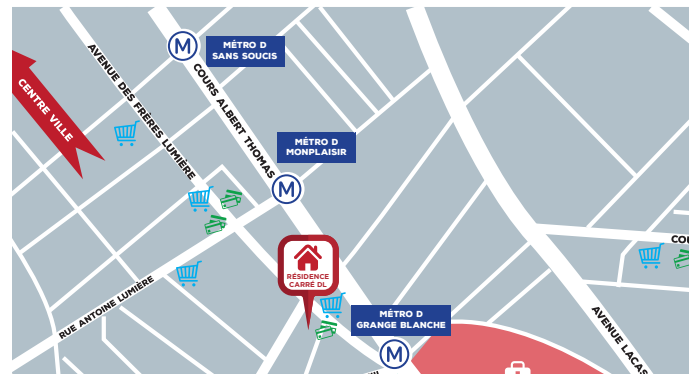 MÉTRO D
SANS SOUCIS
AVENUE DES FRÈRES LUMIÈRE
M
COURS ALBERT THOMAS
CENTRE VILLE
MÉTRO D
MONPLAISIR
M
RÉSIDENCE
CARRÉ DL
RUE ANTOINE LUMIÈRE
COU
MÉTRO D
GRANGE BLANCHE
AVENUE LACAS
M